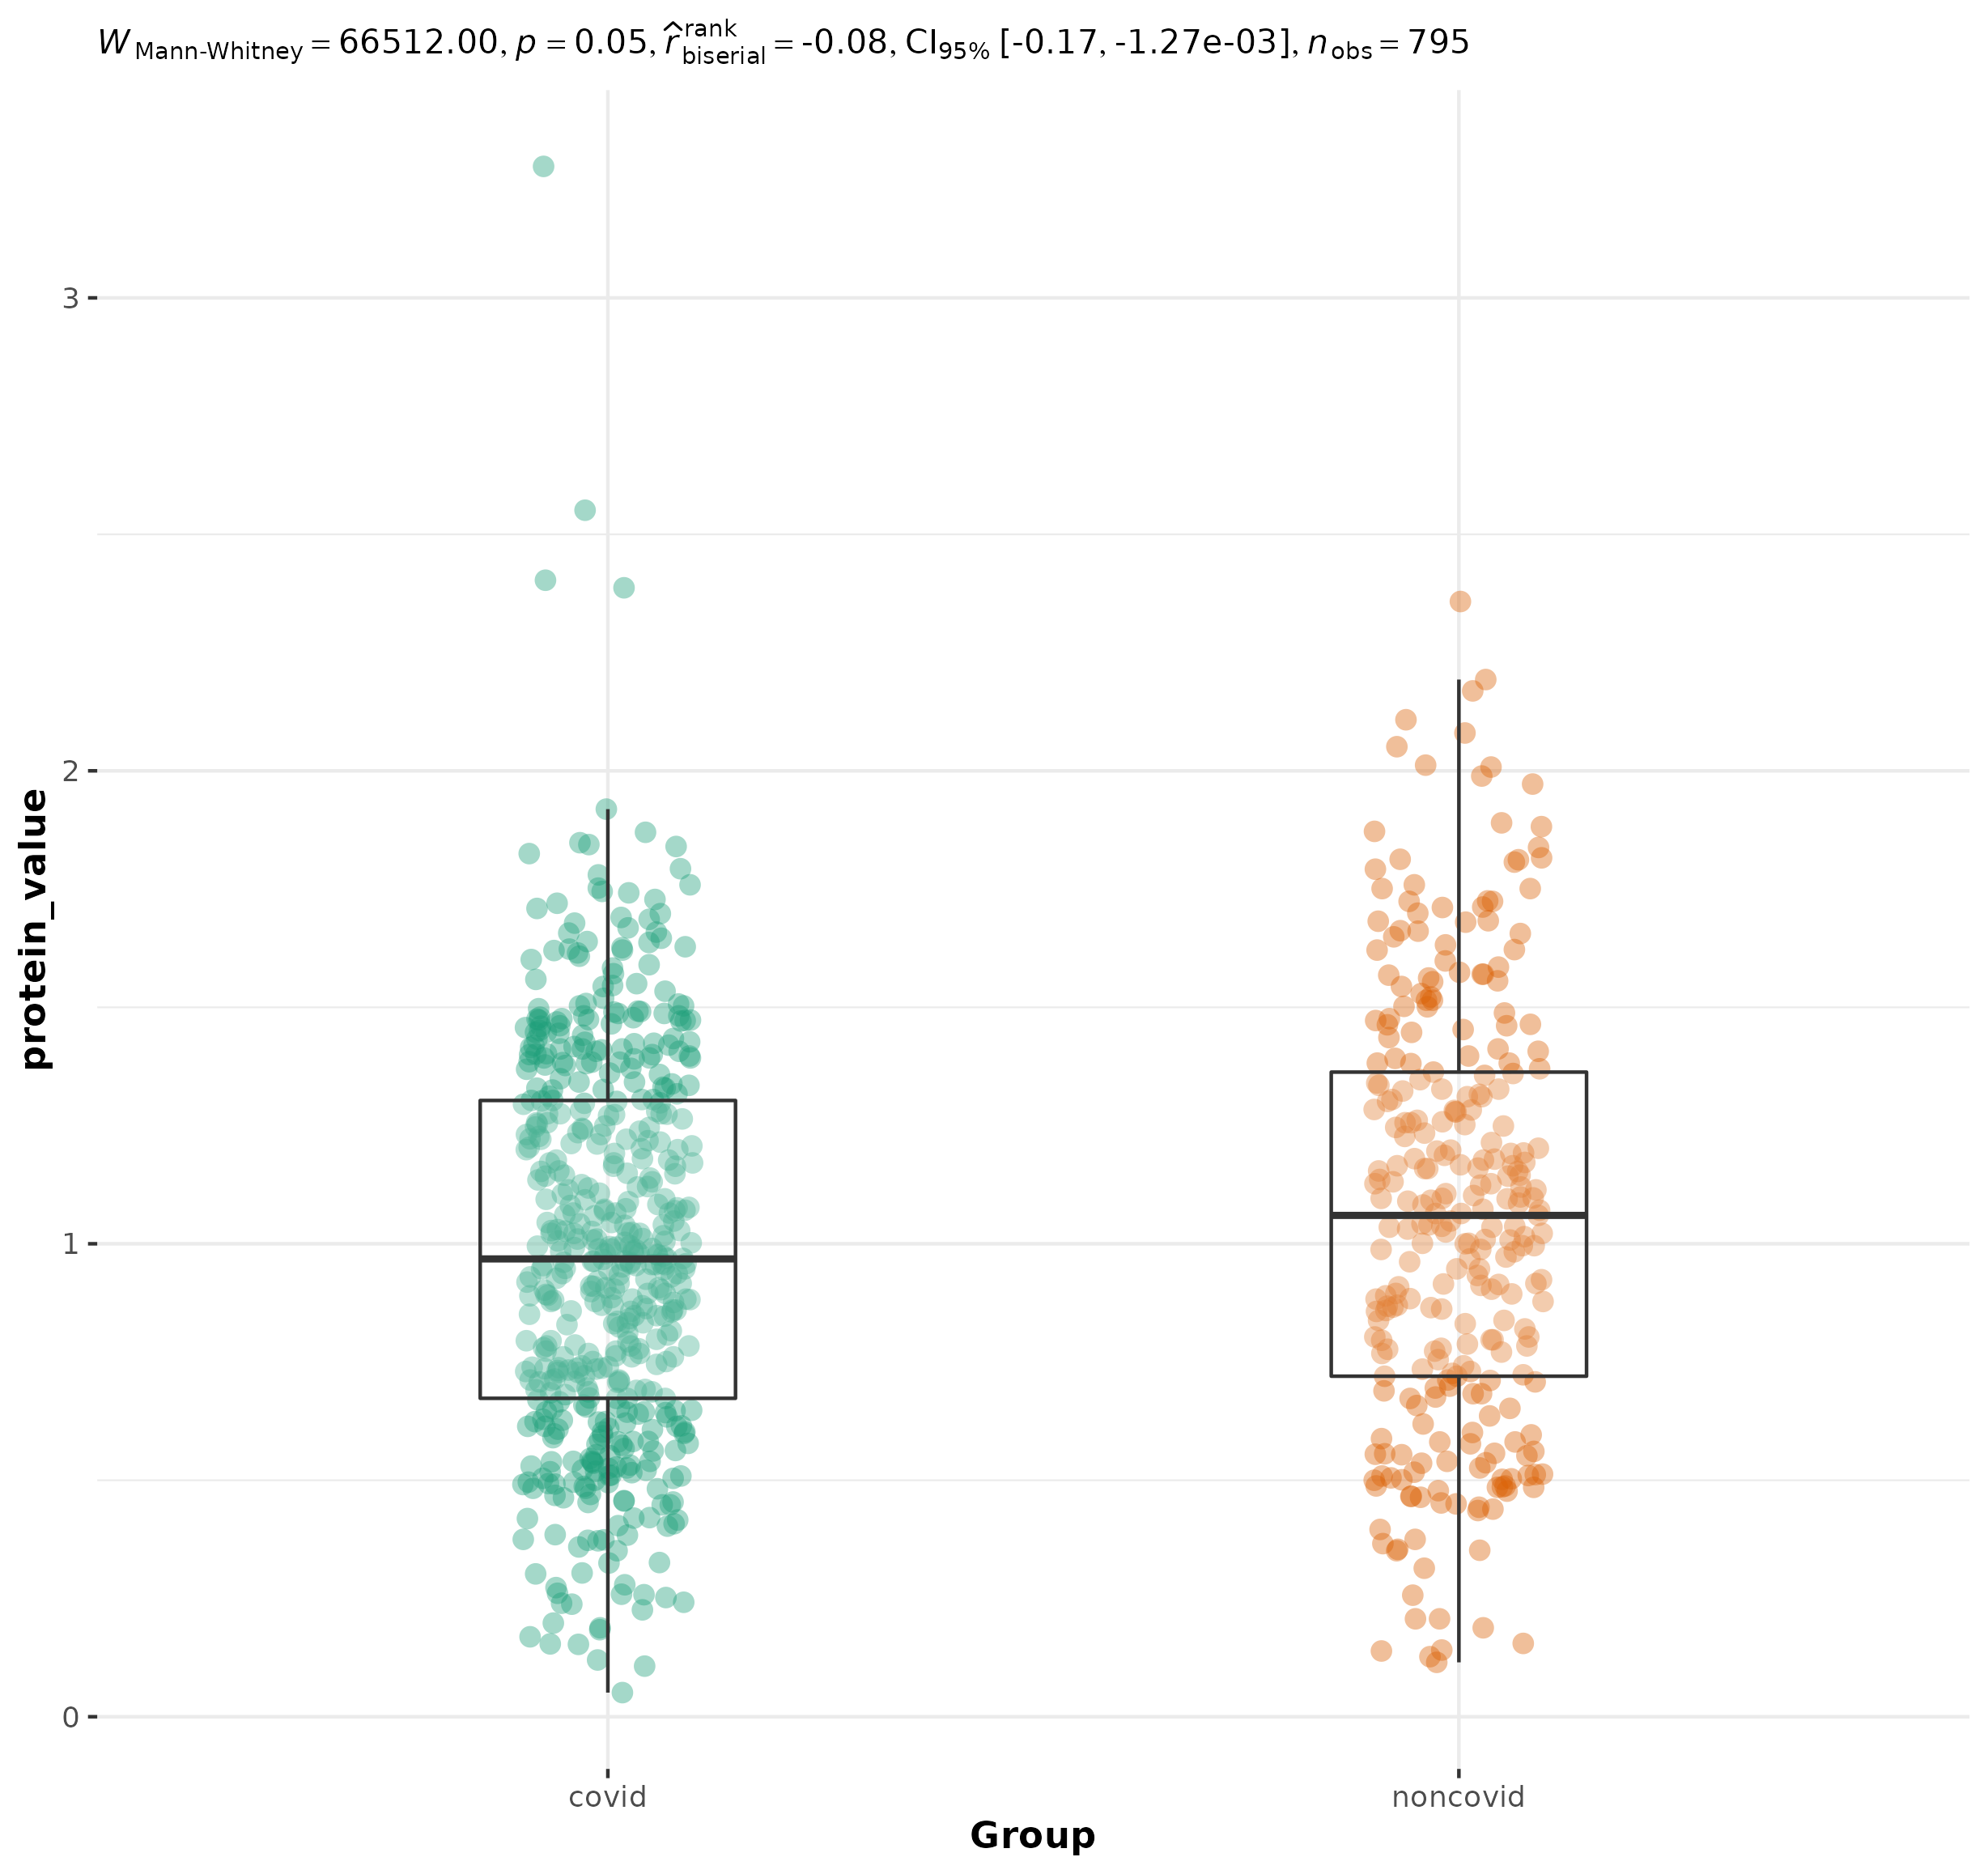 W Mann-Whitney = 66512.00, p = 0.05, r̂ rank biserial = -0.08, CI95% [-0.17, -1.27e-03], nobs = 795
3
2
1
0
protein_value
covid noncovid
Group